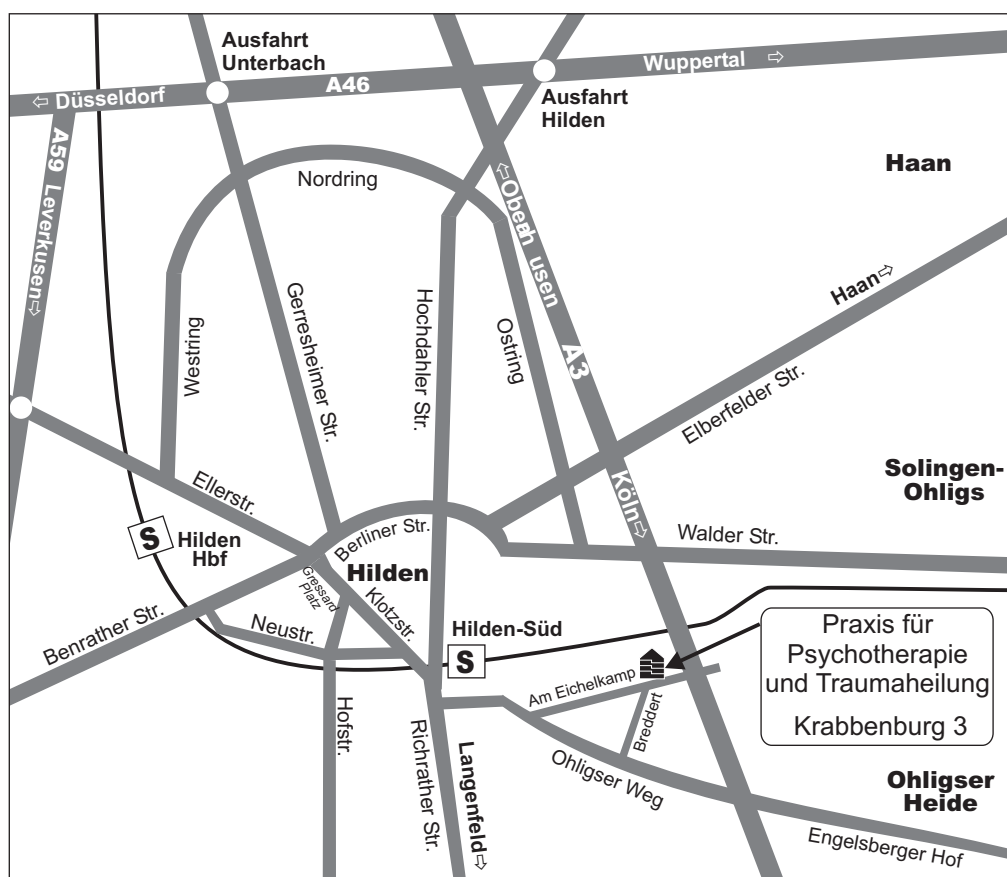 Ausfahrt
Unterbach
Wuppertal ⇨
A46
⇦ Düsseldorf
Ausfahrt
Hilden
A59 Leverkusen⇨
Haan
Nordring
⇦Oberh usen
A3
Köln⇨
Haan⇨
Westring
Gerresheimer Str.
Hochdahler Str.
Ostring
Elberfelder Str.
Solingen-
Ohligs
Ellerstr.
S
Hilden
Hbf
Berliner Str.
Walder Str.
Hilden
Gressard
Platz
Klotzstr.
Benrather Str.
Neustr.
Hilden-Süd
S
Praxis für
Psychotherapie
und Traumaheilung
Krabbenburg 3
Am Eichelkamp
Breddert
Hofstr.
Richrather Str.
Langenfeld⇨
Ohligser Weg
Ohligser
Heide
Engelsberger Hof